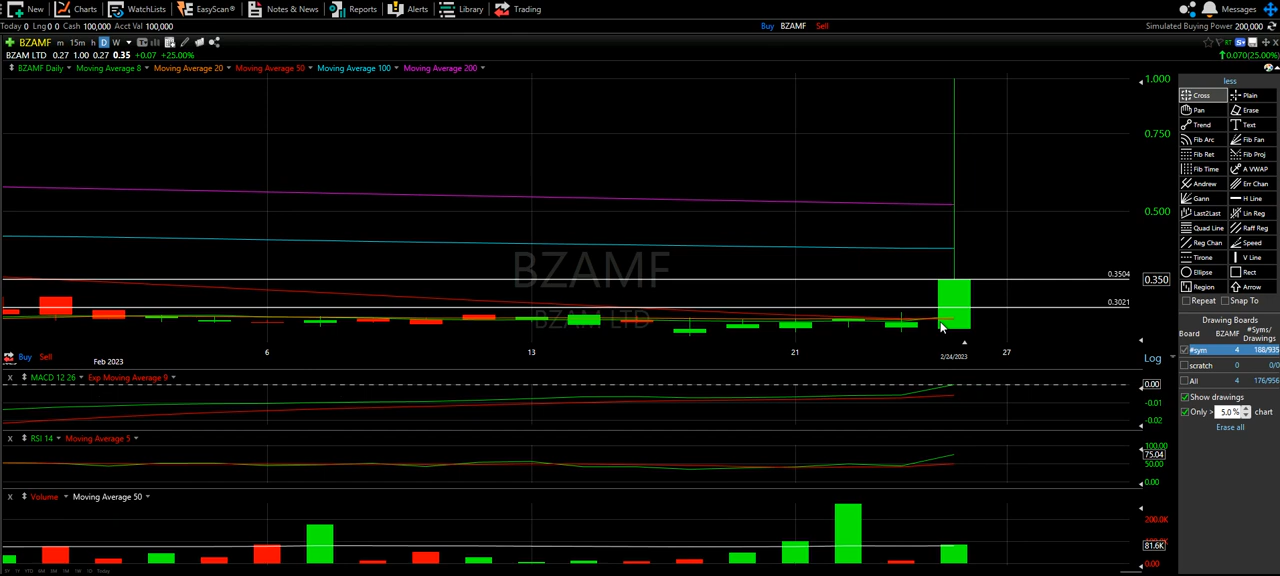 New Charts WatchLists EasyScan® Notes & News Reports Alerts Library Trading Messages
Today 0 Lng 0 G Cash 100,000 Acct Val 100,000 Buy BZAMF Sell Simulated Buying Power 200,000
BZAMF m 15m h D W
BZAM LTD 0.27 1.00 0.27 0.35 +0.07 +25.00% 0.070(25.00%)
BZAMF Daily Moving Average 8 Moving Average 20 Moving Average 50 Moving Average 100 Moving Average 200
1.000
0.750
0.500
0.3504
0.350
0.3021
BZAMF
BZAM LTD
Buy Sell Feb 2023 6 13 21 2/24/2023 27 Log
MACD 12 26 Exp Moving Average 9
0.00
-0.01
-0.02
RSI 14 Moving Average 5
100.00
75.04
50.00
0.00
Volume Moving Average 50
200.0K
81.6K
0.00
less
Cross Plain
Pan Erase
Trend Text
Fib Arc Fib Fan
Fib Ret Fib Proj
Fib Time A VWAP
Andrew Err Chan
Gann H Line
Last2Last Lin Reg
Quad Line Raff Reg
Reg Chan Speed
Tirone V Line
Ellipse Rect
Region Arrow
Repeat Snap To
Drawing Boards
Board BZAMF #Syms/
Drawings
#sym 4 188/935
scratch 0 0/0
All 4 176/956
Show drawings
Only > 5.0 % chart
Erase all